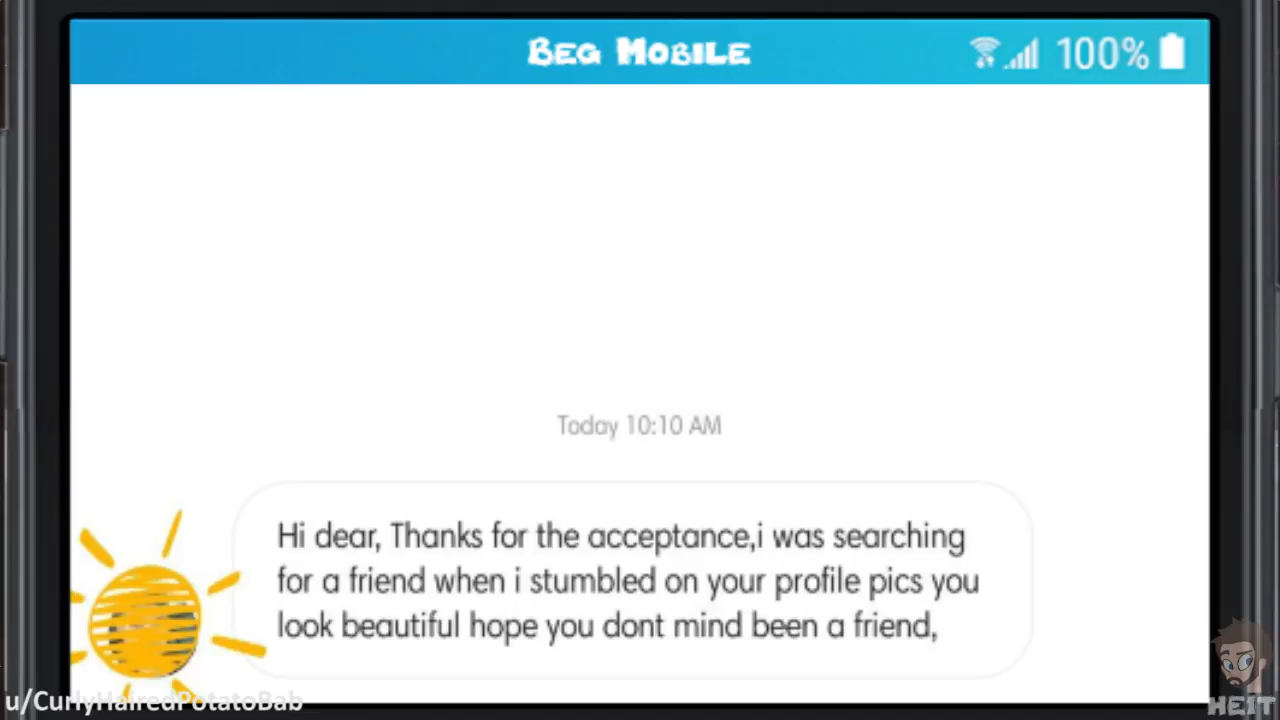 Beg Mobile
100%
Today 10:10 AM
Hi dear, Thanks for the acceptance,i was searching
for a friend when i stumbled on your profile pics you
look beautiful hope you dont mind been a friend,
u/CurlyHairedPotatoBab
HEIT